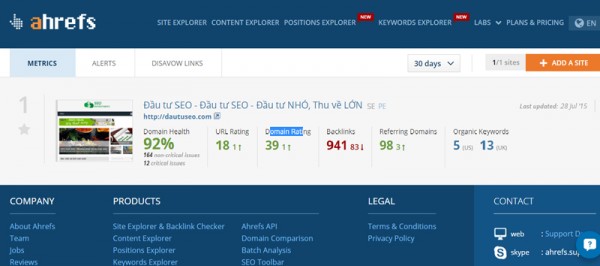 ahrefs
SITE EXPLORER CONTENT EXPLORER POSITIONS EXPLORER NEW KEYWORDS EXPLORER NEW LABS PLANS & PRICING EN
METRICS ALERTS DISAVOW LINKS 30 days 1/1 sites + ADD A SITE
1 Đầu tư SEO - Đầu tư SEO - Đầu tư NHỎ, Thu về LỚN SE PE Last updated: 28 Jul '15
http://dautuseo.com
Domain Health URL Rating Domain Rating Backlinks Referring Domains Organic Keywords
92% 18 1↑ 39 1↑ 941 83↓ 98 3↑ 5 (US) 13 (UK)
164 non-critical issues
12 critical issues
COMPANY PRODUCTS LEGAL CONTACT
About Ahrefs Site Explorer & Backlink Checker Ahrefs API Terms & Conditions
Team Content Explorer Domain Comparison Privacy Policy web : Support D
Jobs Positions Explorer Batch Analysis
Reviews Keywords Explorer SEO Toolbar skype : ahrefs.su